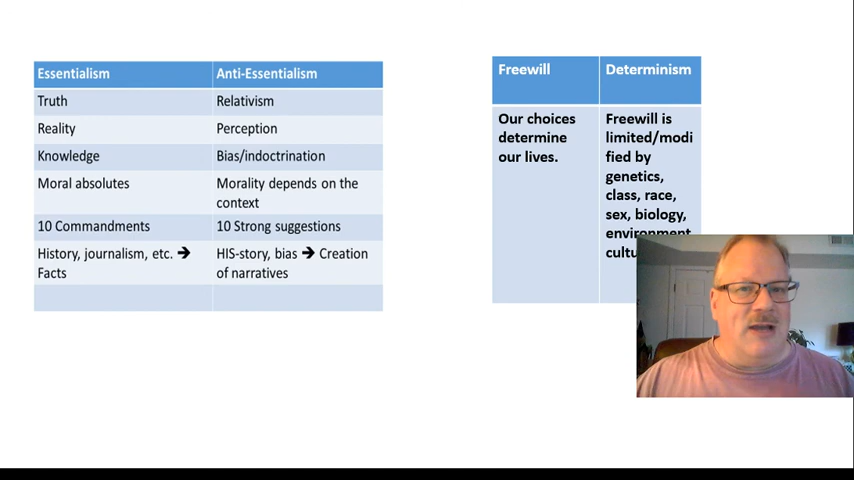 Essentialism
Anti-Essentialism
Truth
Relativism
Reality
Perception
Knowledge
Bias/indoctrination
Moral absolutes
Morality depends on the
context
10 Commandments
10 Strong suggestions
History, journalism, etc. ➔
Facts
HIS-story, bias ➔ Creation
of narratives
Freewill
Determinism
Our choices
determine
our lives.
Freewill is
limited/modi
fied by
genetics,
class, race,
sex, biology,